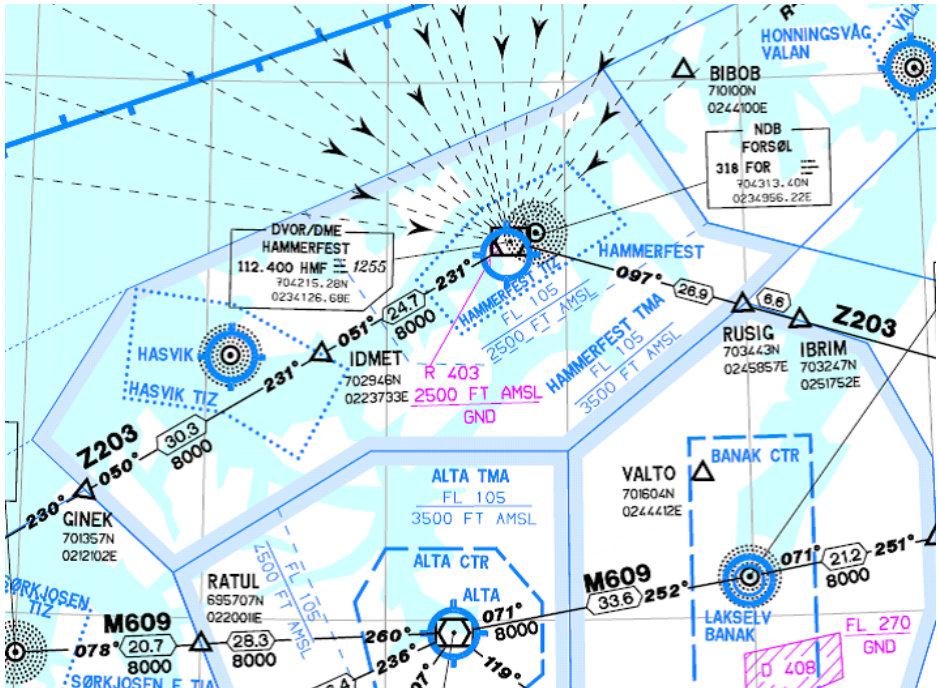 HONNINGSVÅG
VALAN
VALA
R-
BIBOB
710100N
0244100E
NDB
FORSØL
318 FOR
704313.40N
0234956.22E
DVOR/DME
HAMMERFEST
112.400 HMF 1255
704215.28N
0234126.68E
HAMMERFEST
HAMMERFEST TIZ
FL 105
2500 FT AMSL
HAMMERFEST TMA
FL 105
3500 FT AMSL
097°
26.9
6.6
Z203
RUSIG
703443N
0245857E
IBRIM
703247N
0251752E
231°
24.7
8000
051°
IDMET
702946N
0223733E
R 403
2500 FT AMSL
GND
HASVIK
HASVIK TIZ
231°
Z203
30.3
8000
050°
230°
GINEK
701357N
0212102E
ALTA TMA
FL 105
3500 FT AMSL
VALTO
701604N
0244412E
BANAK CTR
FL 105
4500 FT AMSL
ALTA CTR
ALTA
RATUL
695707N
0220011E
SØRKJOSEN
TIZ
M609
078°
20.7
8000
28.3
8000
260°
236°
6.4
07°
119°
071°
8000
M609
33.6
252°
071°
21.2
8000
251°
LAKSELV
BANAK
FL 270
GND
D 408
SØRKJOSEN E TIA